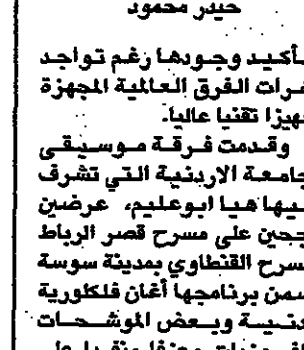 حيدر محمود
تأكيد وجودها رغم تواجد
عشرات الفرق العالمية المجهزة
تجهيزا تقنيا عاليا.
وقدمت فرقة موسيقى
الجامعة الاردنية التي تشرف
عليها هيا ابوعليم، عرضين
ناجحين على مسرح قصر الرباط
ومسرح القنطاوي بمدينة سوسة
ضمن برنامجها أغان فلكلورية
وبعض الموشحات